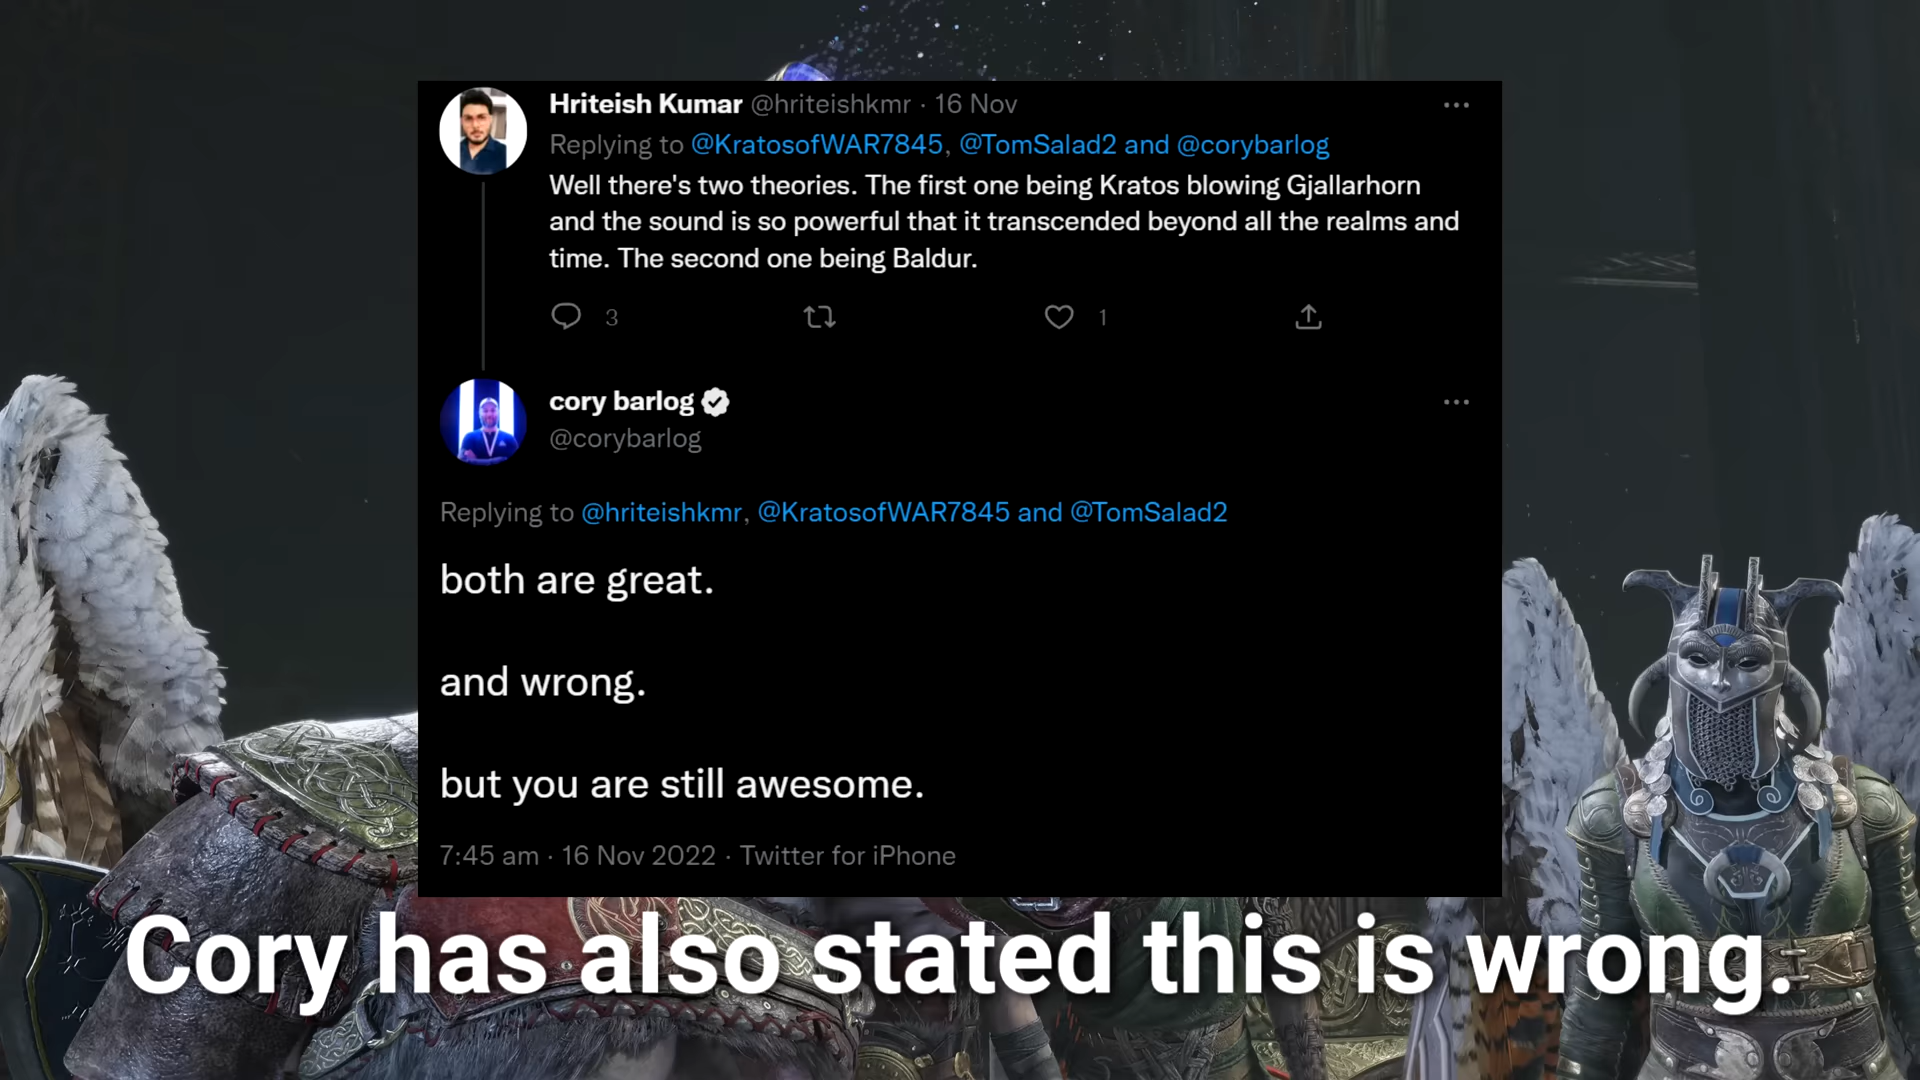 Hriteish Kumar @hriteishkmr · 16 Nov
Replying to @KratosofWAR7845, @TomSalad2 and @corybarlog
Well there's two theories. The first one being Kratos blowing Gjallarhorn
and the sound is so powerful that it transcended beyond all the realms and
time. The second one being Baldur.
3 1
cory barlog
@corybarlog
Replying to @hriteishkmr, @KratosofWAR7845 and @TomSalad2
both are great.
and wrong.
but you are still awesome.
7:45 am · 16 Nov 2022 · Twitter for iPhone
Cory has also stated this is wrong.